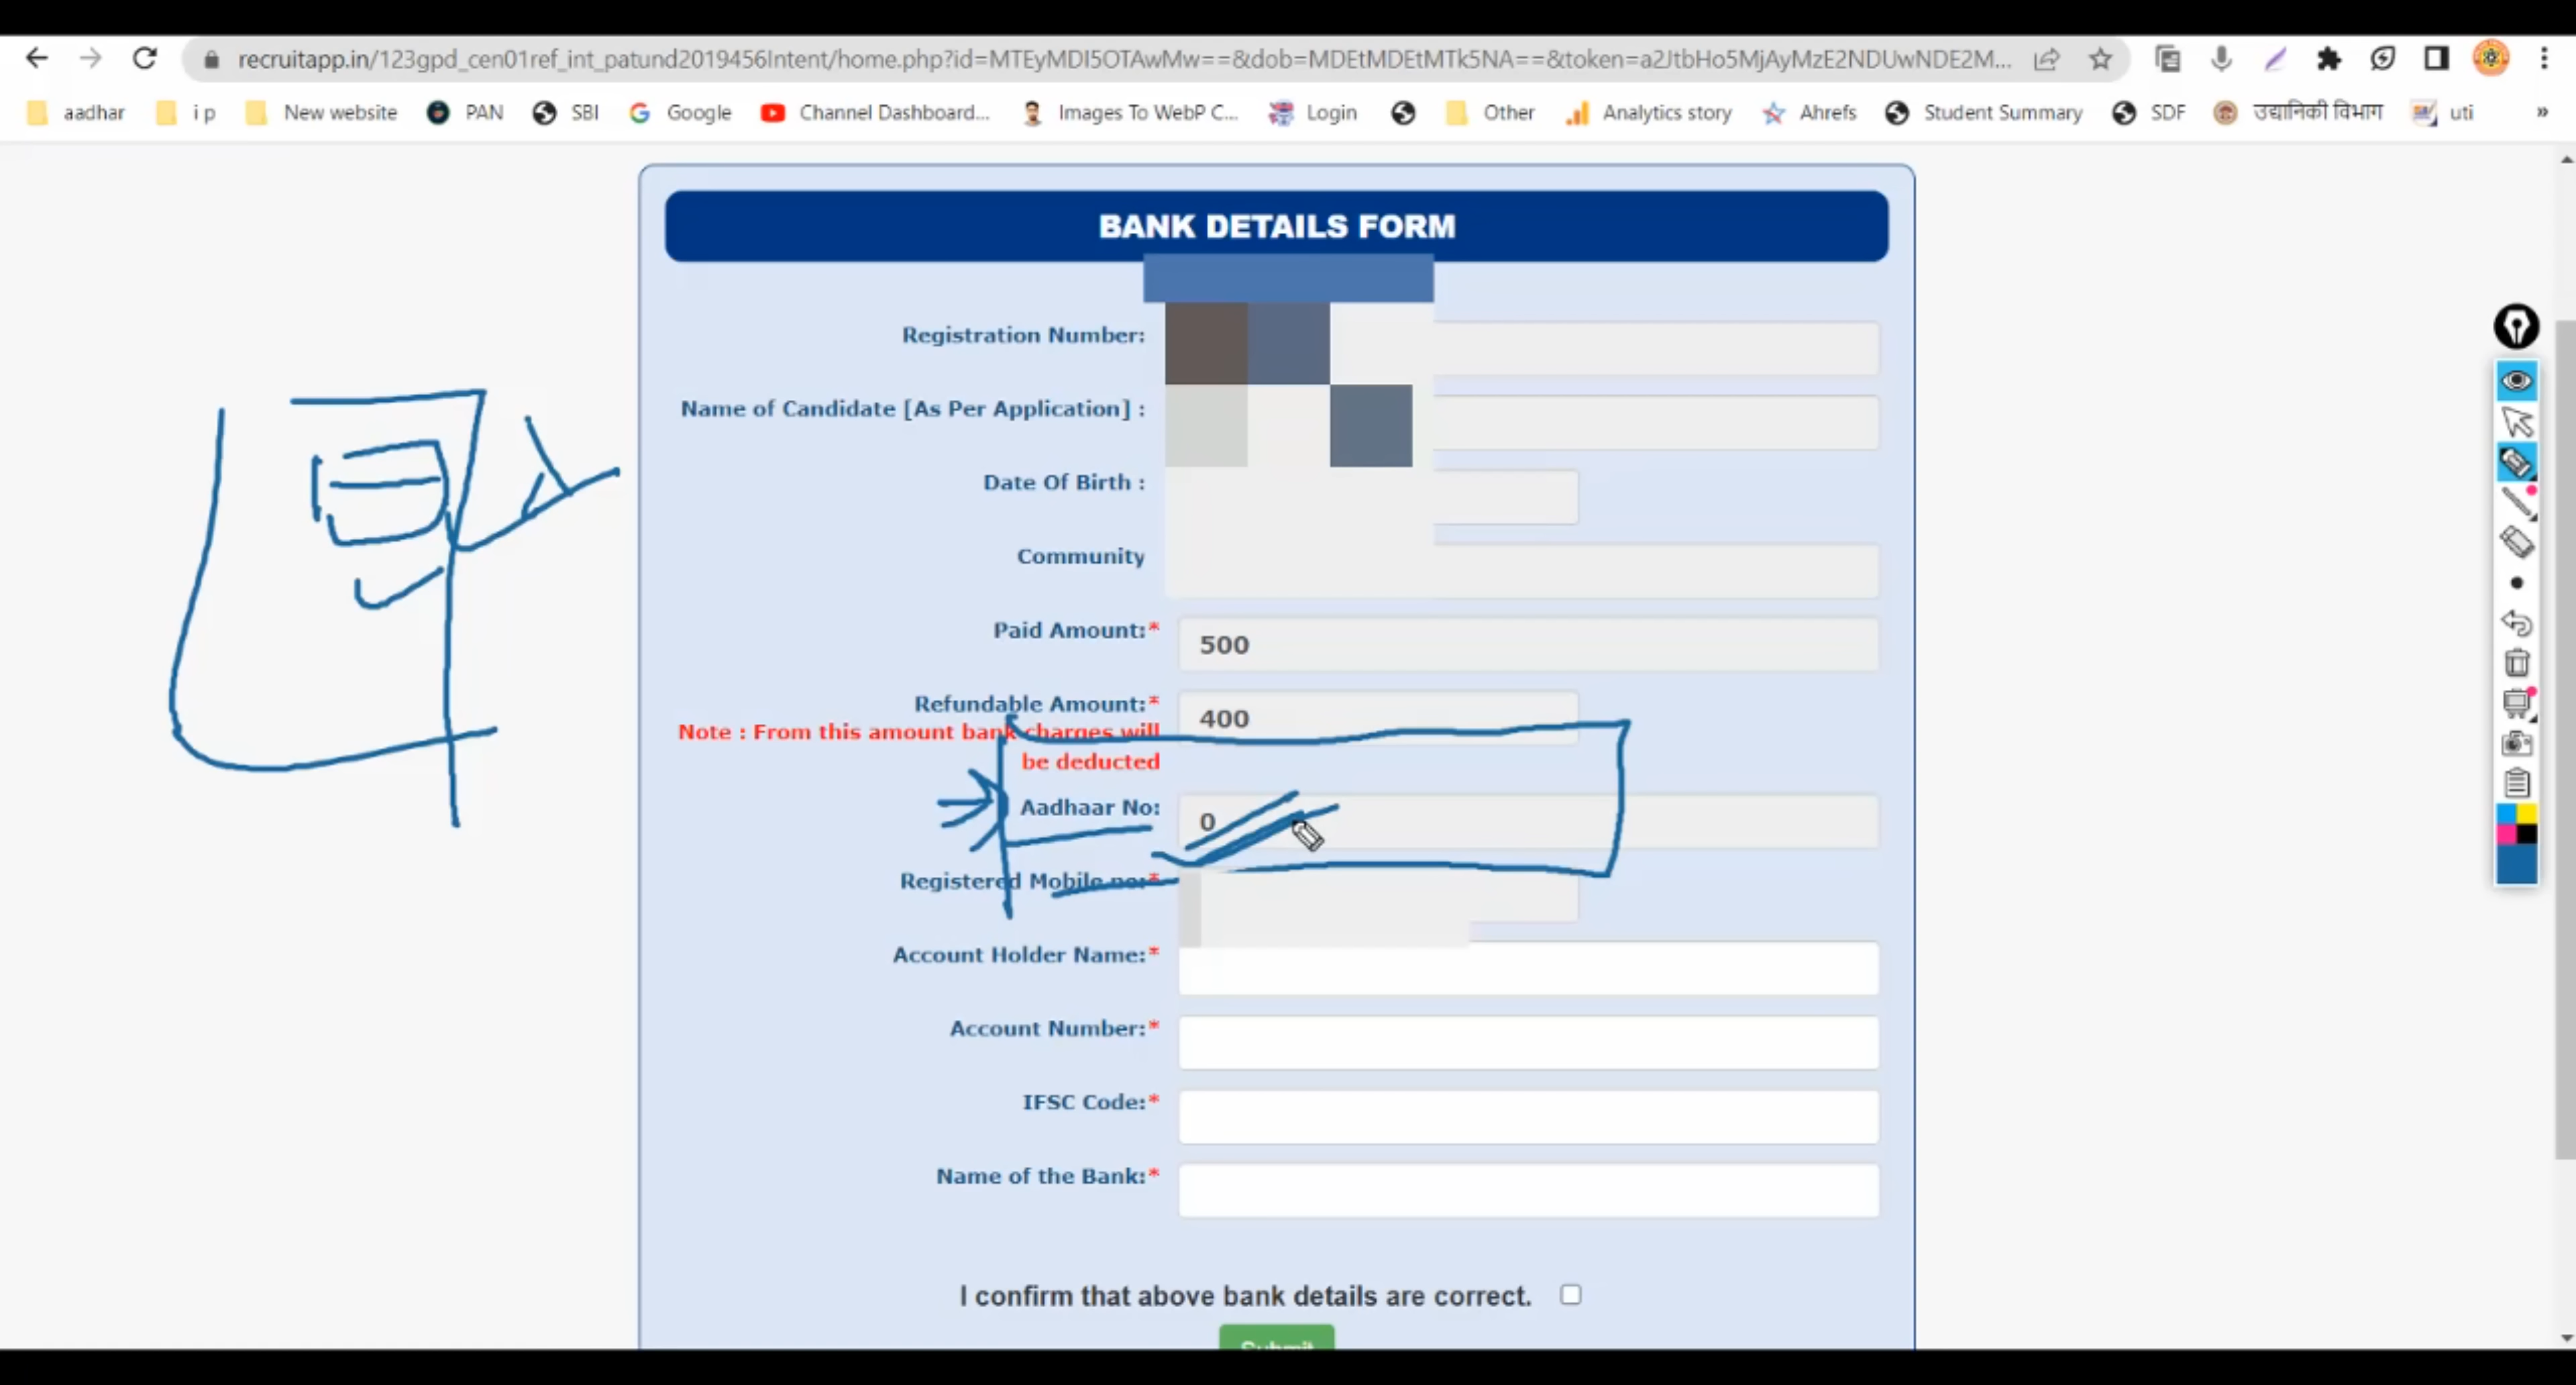 recruitapp.in/123gpd_cen01ref_int_patund2019456Intent/home.php?id=MTEyMDI5OTAwMw==&dob=MDEtMDEtMTk5NA==&token=a2JtbHo5MjAyMzE2NDUwNDE2M...
aadhar i p New website PAN SBI Google Channel Dashboard... Images To WebP C... Login Other Analytics story Ahrefs Student Summary SDF उद्यानिकी विभाग uti »
BANK DETAILS FORM
Registration Number:
Name of Candidate [As Per Application] :
Date Of Birth :
Community
Paid Amount:* 500
Refundable Amount:* 400
Note : From this amount bank charges will
be deducted
Aadhaar No: 0
Registered Mobile no:*
Account Holder Name:*
Account Number:*
IFSC Code:*
Name of the Bank:*
I confirm that above bank details are correct.
Submit